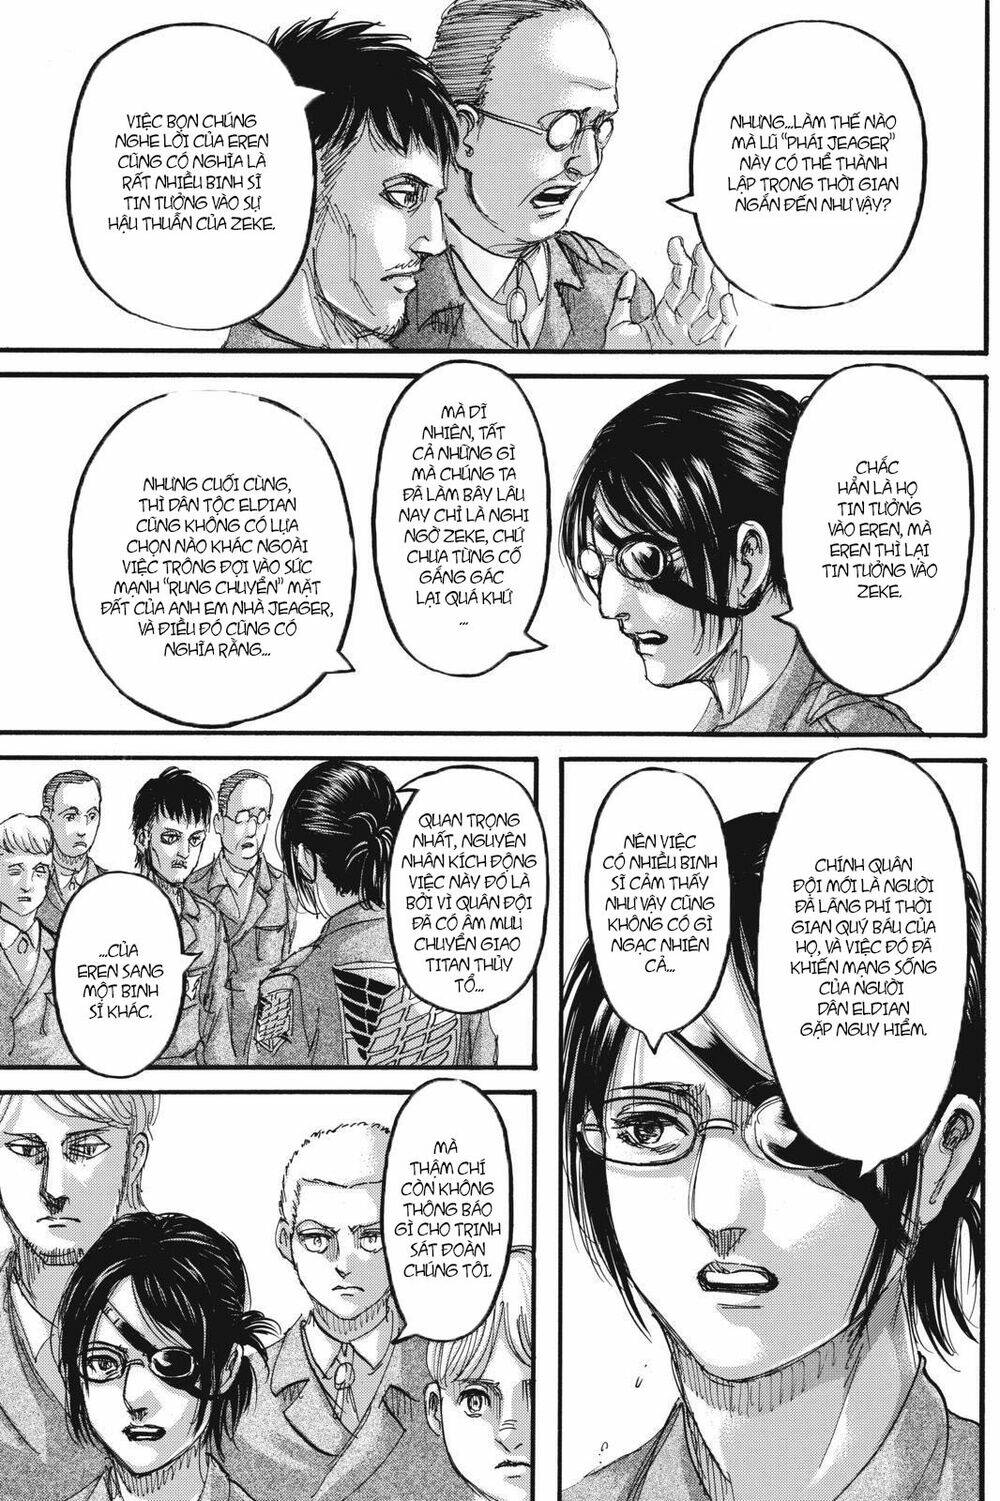 NHƯNG...LÀM THẾ NÀO
MÀ LŨ "PHÁI JEAGER"
NÀY CÓ THỂ THÀNH
LẬP TRONG THỜI GIAN
NGẮN ĐẾN NHƯ VẬY?
VIỆC BỌN CHÚNG
NGHE LỜI CỦA EREN
CŨNG CÓ NGHĨA LÀ
RẤT NHIỀU BINH SĨ
TIN TƯỞNG VÀO SỰ
HẬU THUẪN CỦA ZEKE.
CHẮC
HẲN LÀ HỌ
TIN TƯỞNG
VÀO EREN, MÀ
EREN THÌ LẠI
TIN TƯỞNG VÀO
ZEKE.
MÀ DĨ
NHIÊN, TẤT
CẢ NHỮNG GÌ
MÀ CHÚNG TA
ĐÃ LÀM BẤY LÂU
NAY CHỈ LÀ NGHI
NGỜ ZEKE, CHỨ
CHƯA TỪNG CỐ
GẮNG GÁC
LẠI QUÁ KHỨ
...
NHƯNG CUỐI CÙNG,
THÌ DÂN TỘC ELDIAN
CŨNG KHÔNG CÓ LỰA
CHỌN NÀO KHÁC NGOÀI
VIỆC TRÔNG ĐỢI VÀO SỨC
MẠNH "RUNG CHUYỂN" MẶT
ĐẤT CỦA ANH EM NHÀ JEAGER,
VÀ ĐIỀU ĐÓ CŨNG CÓ
NGHĨA RẰNG...
CHÍNH QUÂN
ĐỘI MỚI LÀ NGƯỜI
ĐÃ LÃNG PHÍ THỜI
GIAN QUÝ BÁU CỦA
HỌ, VÀ VIỆC ĐÓ ĐÃ
KHIẾN MẠNG SỐNG
CỦA NGƯỜI
DÂN ELDIAN
GẶP NGUY HIỂM.
NÊN VIỆC
CÓ NHIỀU BINH
SĨ CẢM THẤY
NHƯ VẬY CŨNG
KHÔNG CÓ GÌ
NGẠC NHIÊN
CẢ...
QUAN TRỌNG
NHẤT, NGUYÊN
NHÂN KÍCH ĐỘNG
VIỆC NÀY ĐÓ LÀ
BỞI VÌ QUÂN ĐỘI
ĐÃ CÓ ÂM MƯU
CHUYỂN GIAO
TITAN THỦY
TỔ...
...CỦA
EREN SANG
MỘT BINH
SĨ KHÁC.
MÀ
THẬM CHÍ
CÒN KHÔNG
THÔNG BÁO
GÌ CHO TRINH
SÁT ĐOÀN
CHÚNG TÔI.